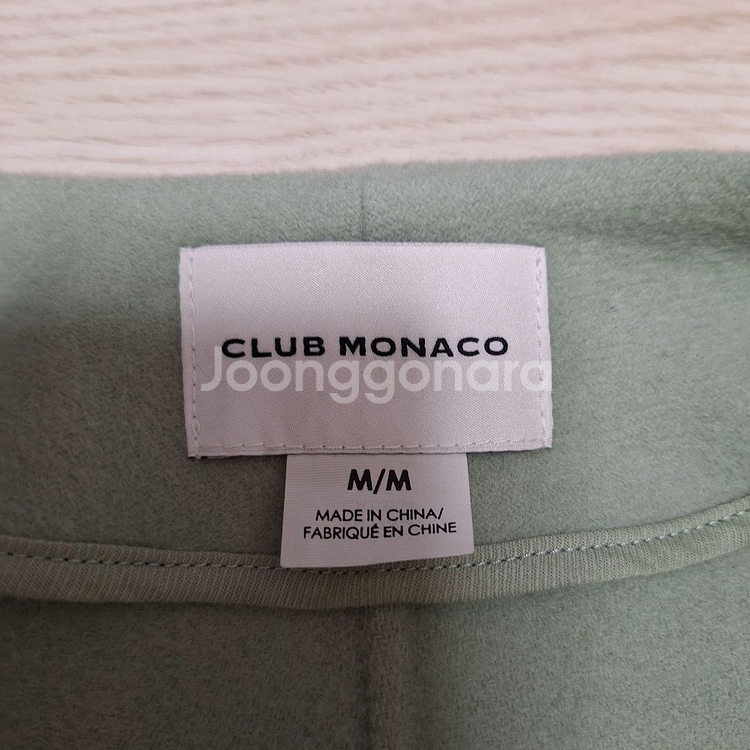 CLUB MONACO
Joonggonara
M/M
MADE IN CHINA/
FABRIQUÉ EN CHINE